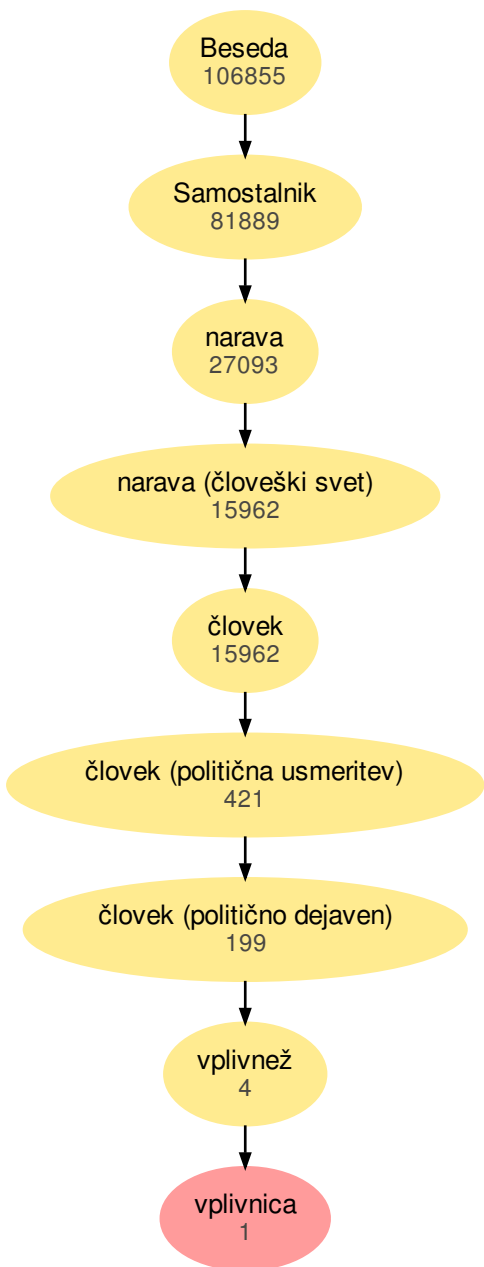 Beseda
106855
Samostalnik
81889
narava
27093
narava (človeški svet)
15962
človek
15962
človek (politična usmeritev)
421
človek (politično dejaven)
199
vplivnež
4
vplivnica
1